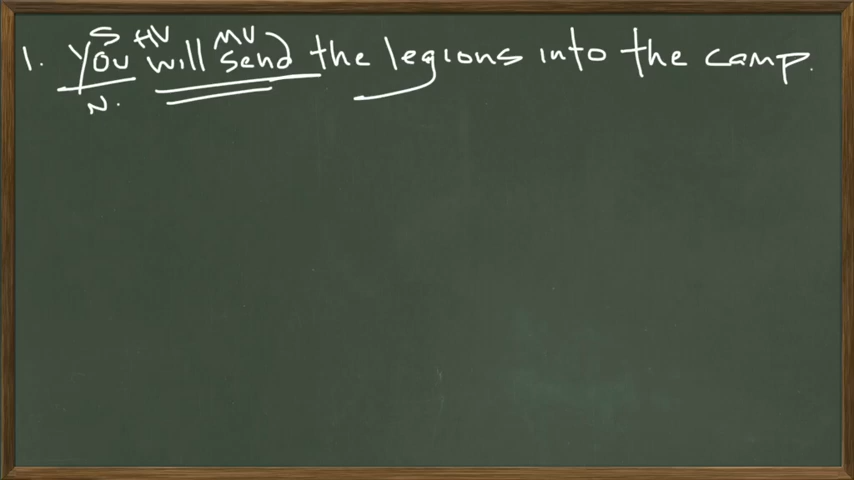 S HV MV
1. You will send the legions into the camp.
N.